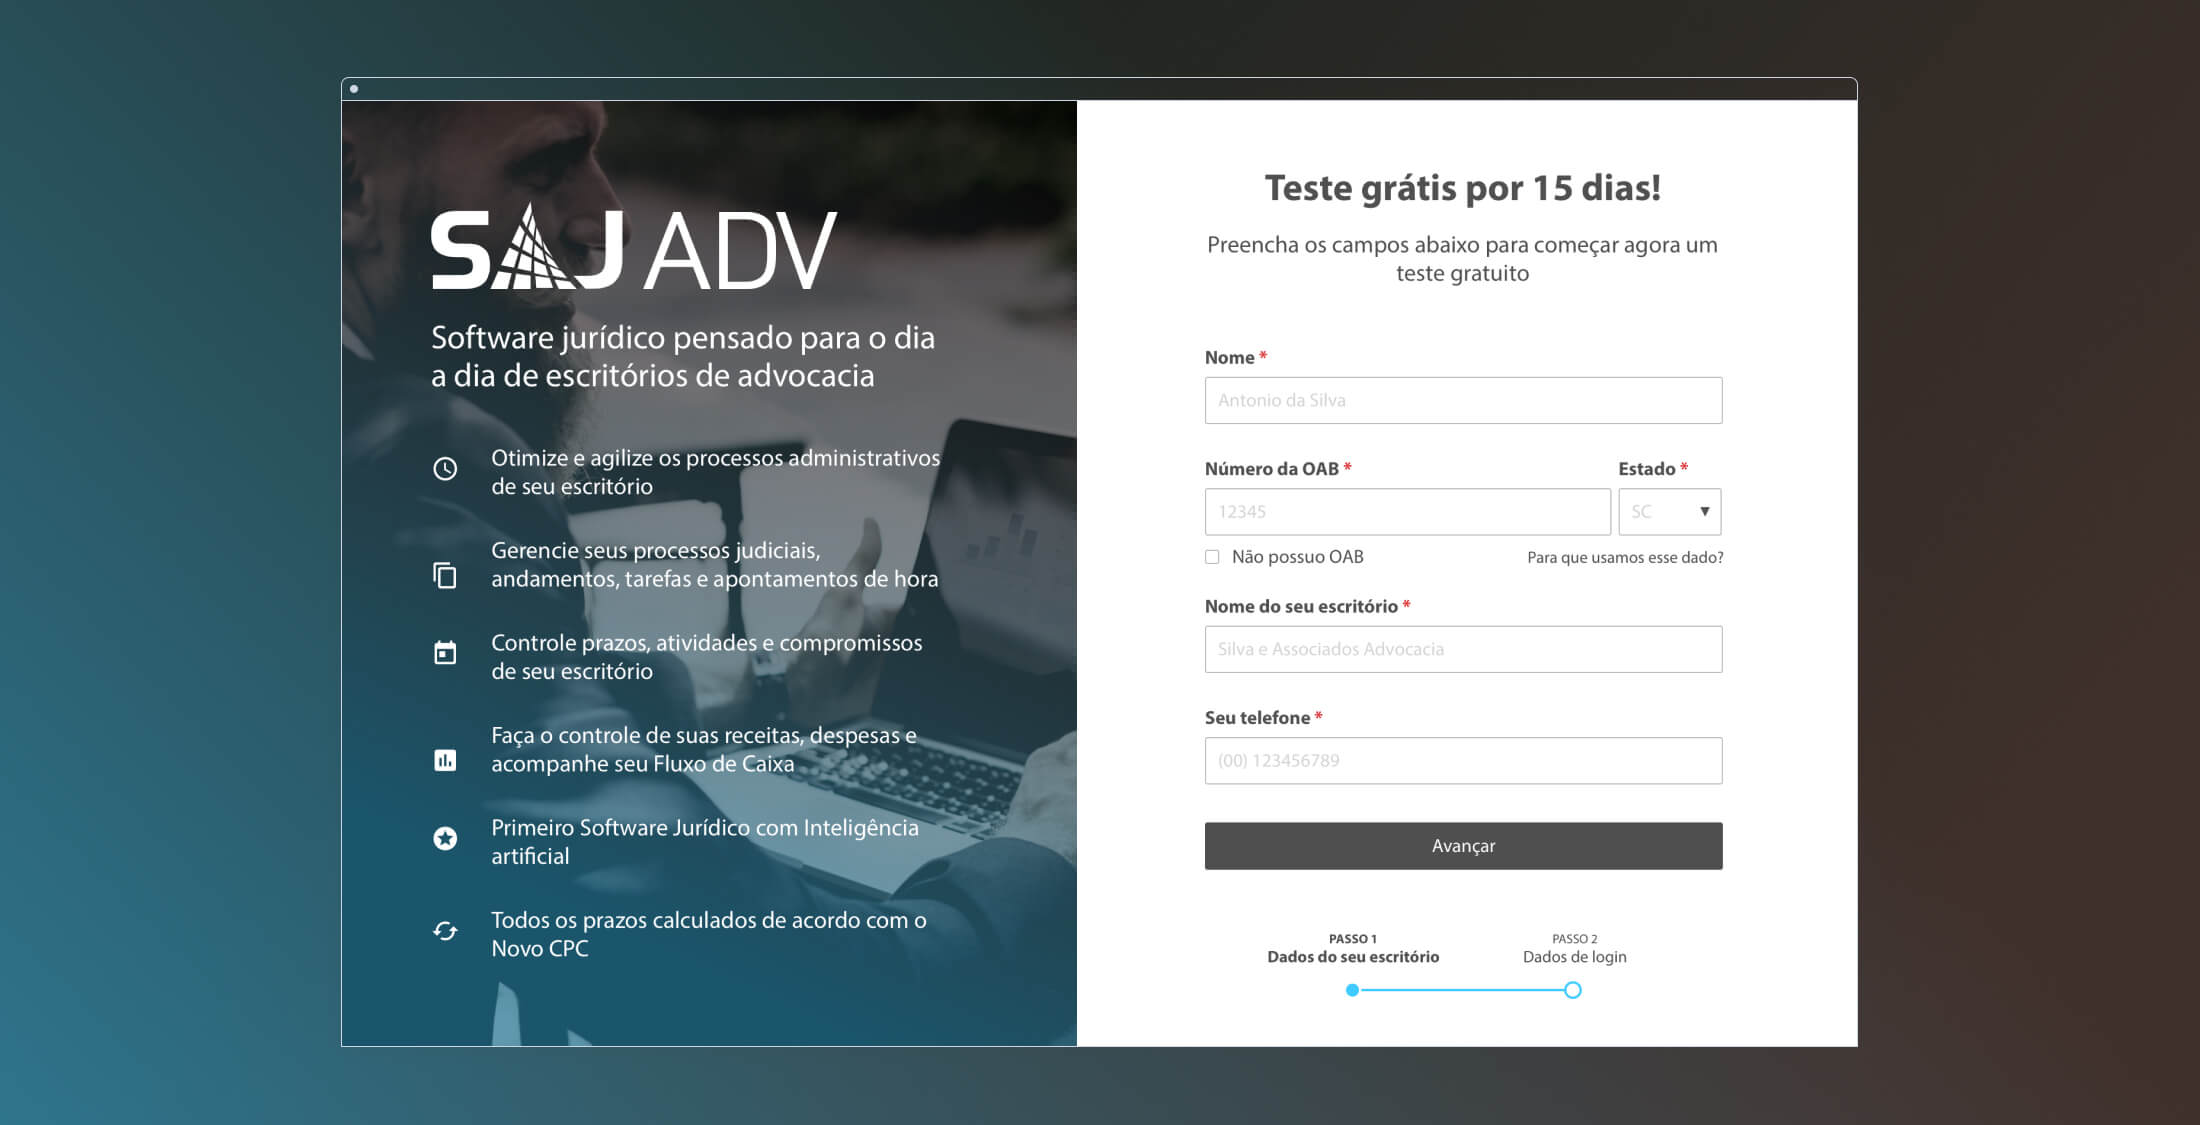 SAJ ADV
Software jurídico pensado para o dia
a dia de escritórios de advocacia
Otimize e agilize os processos administrativos
de seu escritório
Gerencie seus processos judiciais,
andamentos, tarefas e apontamentos de hora
Controle prazos, atividades e compromissos
de seu escritório
Faça o controle de suas receitas, despesas e
acompanhe seu Fluxo de Caixa
Primeiro Software Jurídico com Inteligência
artificial
Todos os prazos calculados de acordo com o
Novo CPC
Teste grátis por 15 dias!
Preencha os campos abaixo para começar agora um
teste gratuito
Nome *
Antonio da Silva
Número da OAB * Estado *
12345 SC
Não possuo OAB Para que usamos esse dado?
Nome do seu escritório *
Silva e Associados Advocacia
Seu telefone *
(00) 123456789
Avançar
PASSO 1 PASSO 2
Dados do seu escritório Dados de login